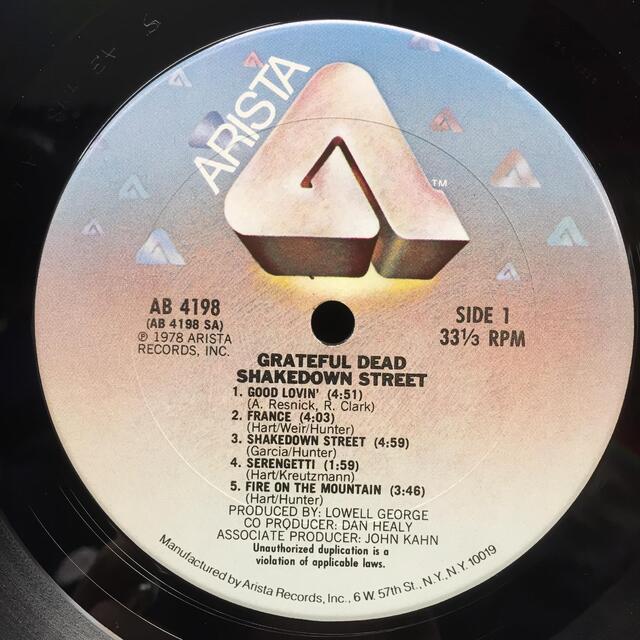 ARISTA
TM
AB 4198
(AB 4198 SA)
℗ 1978 ARISTA
RECORDS, INC.
SIDE 1
33⅓ RPM
GRATEFUL DEAD
SHAKEDOWN STREET
1. GOOD LOVIN' (4:51)
(A. Resnick, R. Clark)
2. FRANCE (4:03)
(Hart/Weir/Hunter)
3. SHAKEDOWN STREET (4:59)
(Garcia/Hunter)
4. SERENGETTI (1:59)
(Hart/Kreutzmann)
5. FIRE ON THE MOUNTAIN (3:46)
(Hart/Hunter)
PRODUCED BY: LOWELL GEORGE
CO PRODUCER: DAN HEALY
ASSOCIATE PRODUCER: JOHN KAHN
Unauthorized duplication is a
violation of applicable laws.
Manufactured by Arista Records, Inc., 6 W. 57th St., N.Y., N.Y. 10019